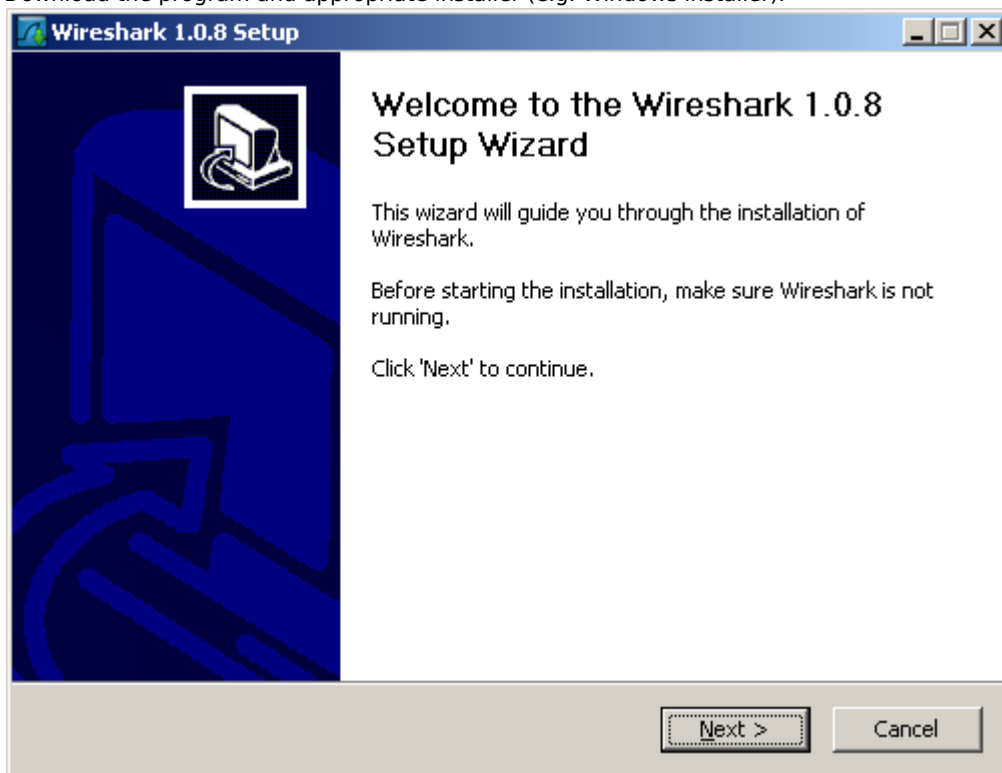 Download the program and appropriate installer (e.g. Windows installer).
Wireshark 1.0.8 Setup
Welcome to the Wireshark 1.0.8
Setup Wizard
This wizard will guide you through the installation of
Wireshark.
Before starting the installation, make sure Wireshark is not
running.
Click 'Next' to continue.
Next >
Cancel